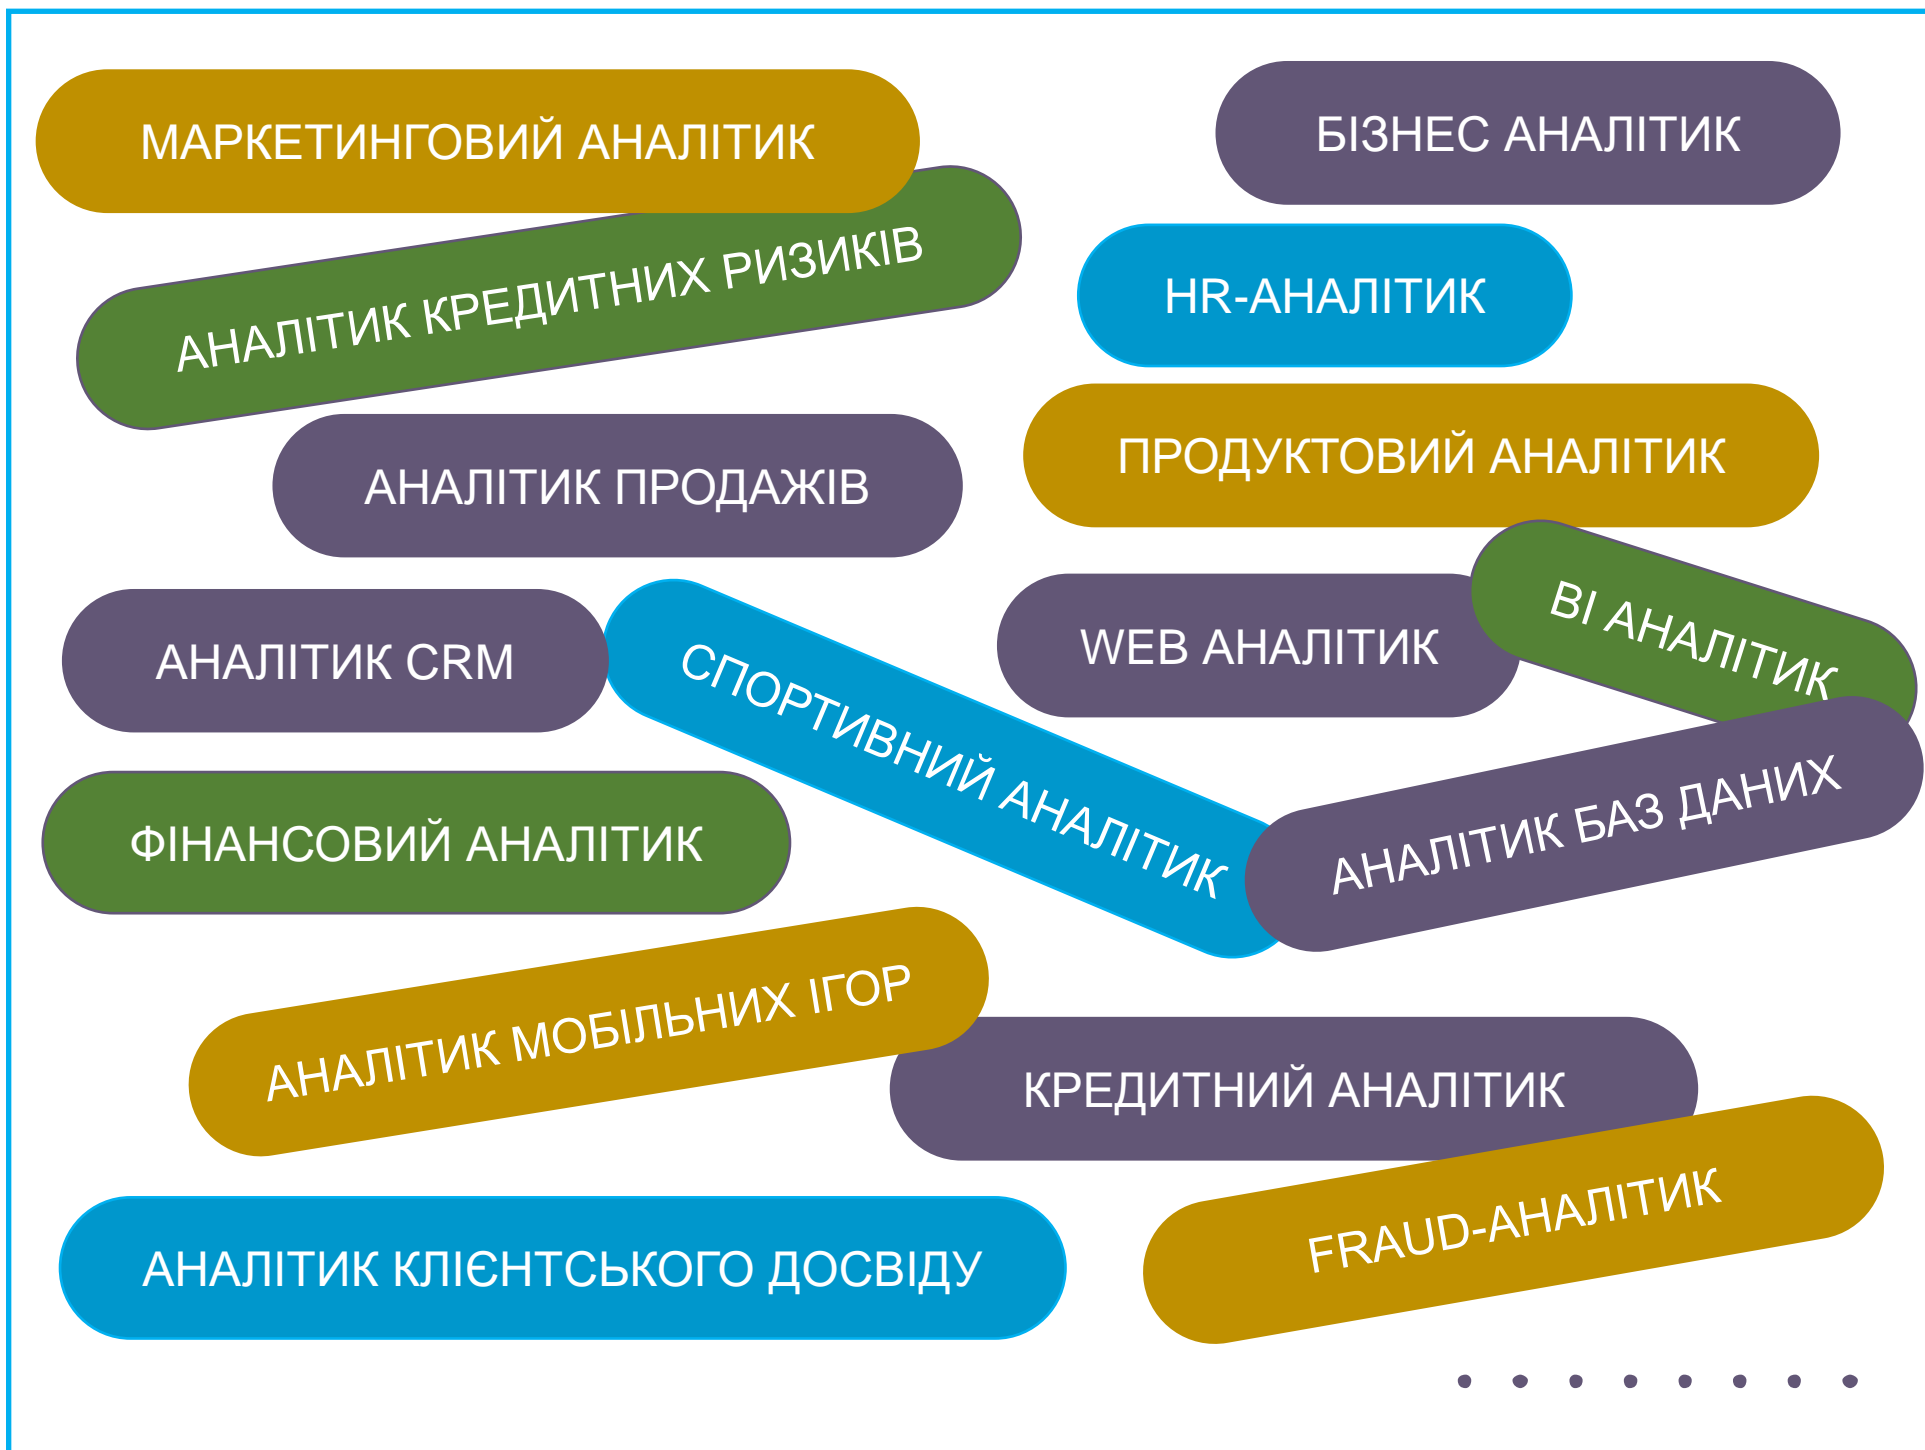 МАРКЕТИНГОВИЙ АНАЛІТИК
БІЗНЕС АНАЛІТИК
АНАЛІТИК КРЕДИТНИХ РИЗИКІВ
HR-АНАЛІТИК
АНАЛІТИК ПРОДАЖІВ
ПРОДУКТОВИЙ АНАЛІТИК
АНАЛІТИК CRM
СПОРТИВНИЙ АНАЛІТИК
WEB АНАЛІТИК
BI АНАЛІТИК
ФІНАНСОВИЙ АНАЛІТИК
АНАЛІТИК БАЗ ДАНИХ
АНАЛІТИК МОБІЛЬНИХ ІГОР
КРЕДИТНИЙ АНАЛІТИК
FRAUD-АНАЛІТИК
АНАЛІТИК КЛІЄНТСЬКОГО ДОСВІДУ
. . . . . . . .